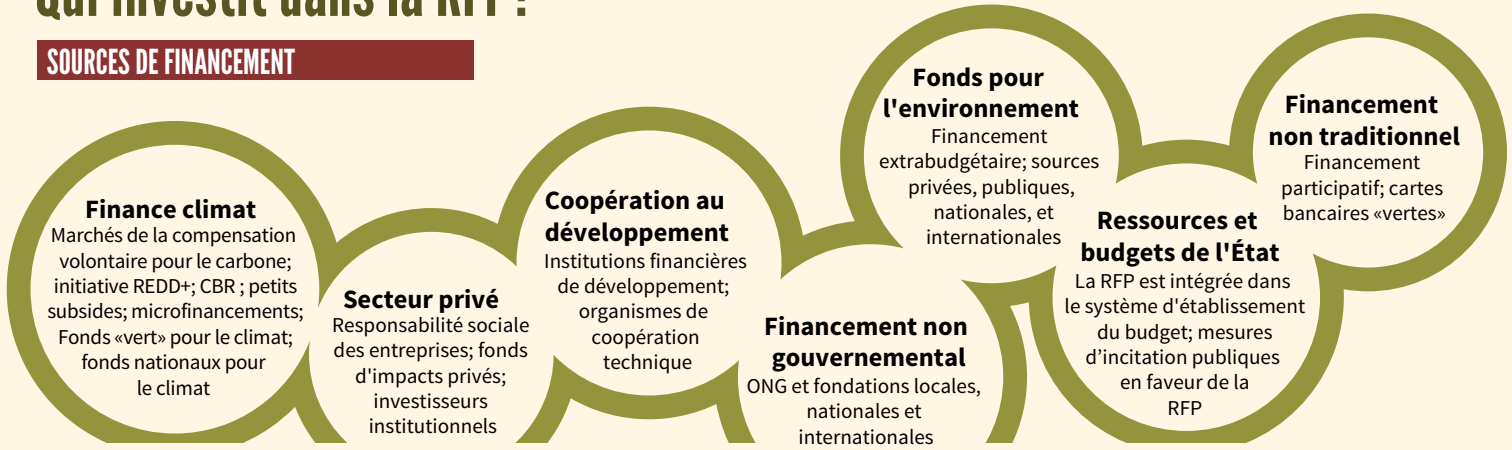 Qui investit dans la RFP ?
SOURCES DE FINANCEMENT
Finance climat
Marchés de la compensation
volontaire pour le carbone;
initiative REDD+; CBR ; petits
subsides; microfinancements;
Fonds «vert» pour le climat;
fonds nationaux pour
le climat
Secteur privé
Responsabilité sociale
des entreprises; fonds
d'impacts privés;
investisseurs
institutionnels
Coopération au
développement
Institutions financières
de développement;
organismes de
coopération
technique
Financement non
gouvernemental
ONG et fondations locales,
nationales et
internationales
Fonds pour
l'environnement
Financement
extrabudgétaire; sources
privées, publiques,
nationales, et
internationales
Ressources et
budgets de l'État
La RFP est intégrée dans
le système d'établissement
du budget; mesures
d’incitation publiques
en faveur de la
RFP
Financement
non traditionnel
Financement
participatif; cartes
bancaires «vertes»